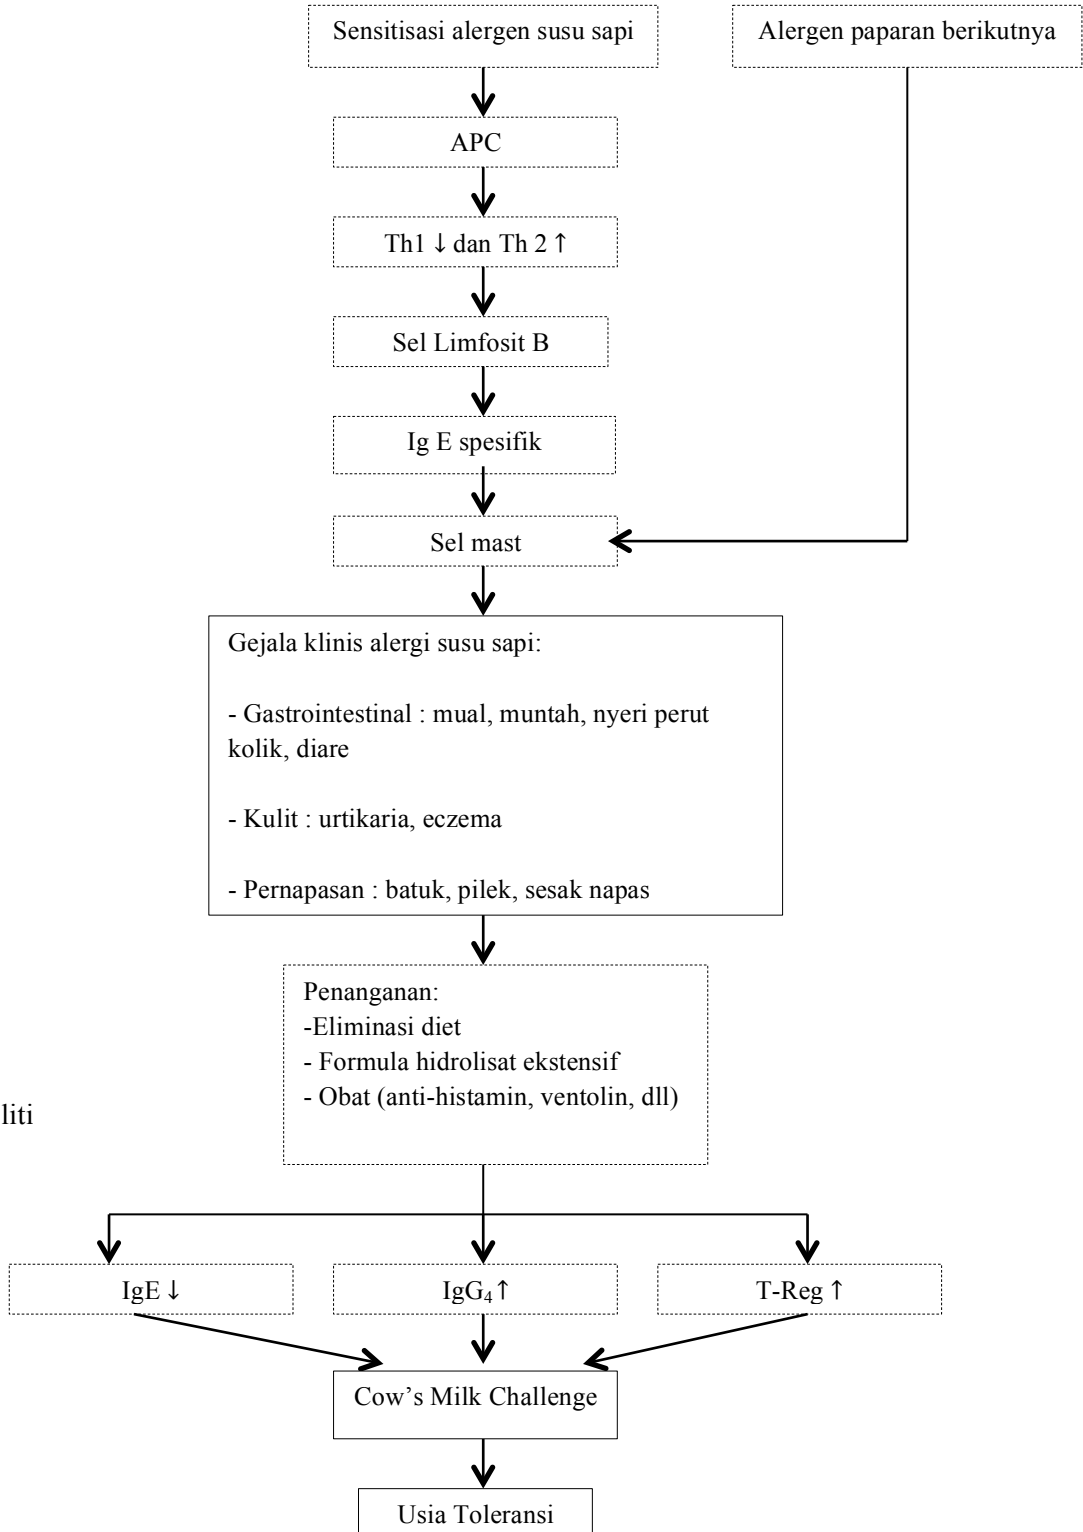 Sensitisasi alergen susu sapi
Alergen paparan berikutnya
APC
Th1 ↓ dan Th 2 ↑
Sel Limfosit B
Ig E spesifik
Sel mast
Gejala klinis alergi susu sapi:
- Gastrointestinal : mual, muntah, nyeri perut
kolik, diare
- Kulit : urtikaria, eczema
- Pernapasan : batuk, pilek, sesak napas
Penanganan:
-Eliminasi diet
- Formula hidrolisat ekstensif
- Obat (anti-histamin, ventolin, dll)
liti
IgE ↓
IgG₄ ↑
T-Reg ↑
Cow’s Milk Challenge
Usia Toleransi